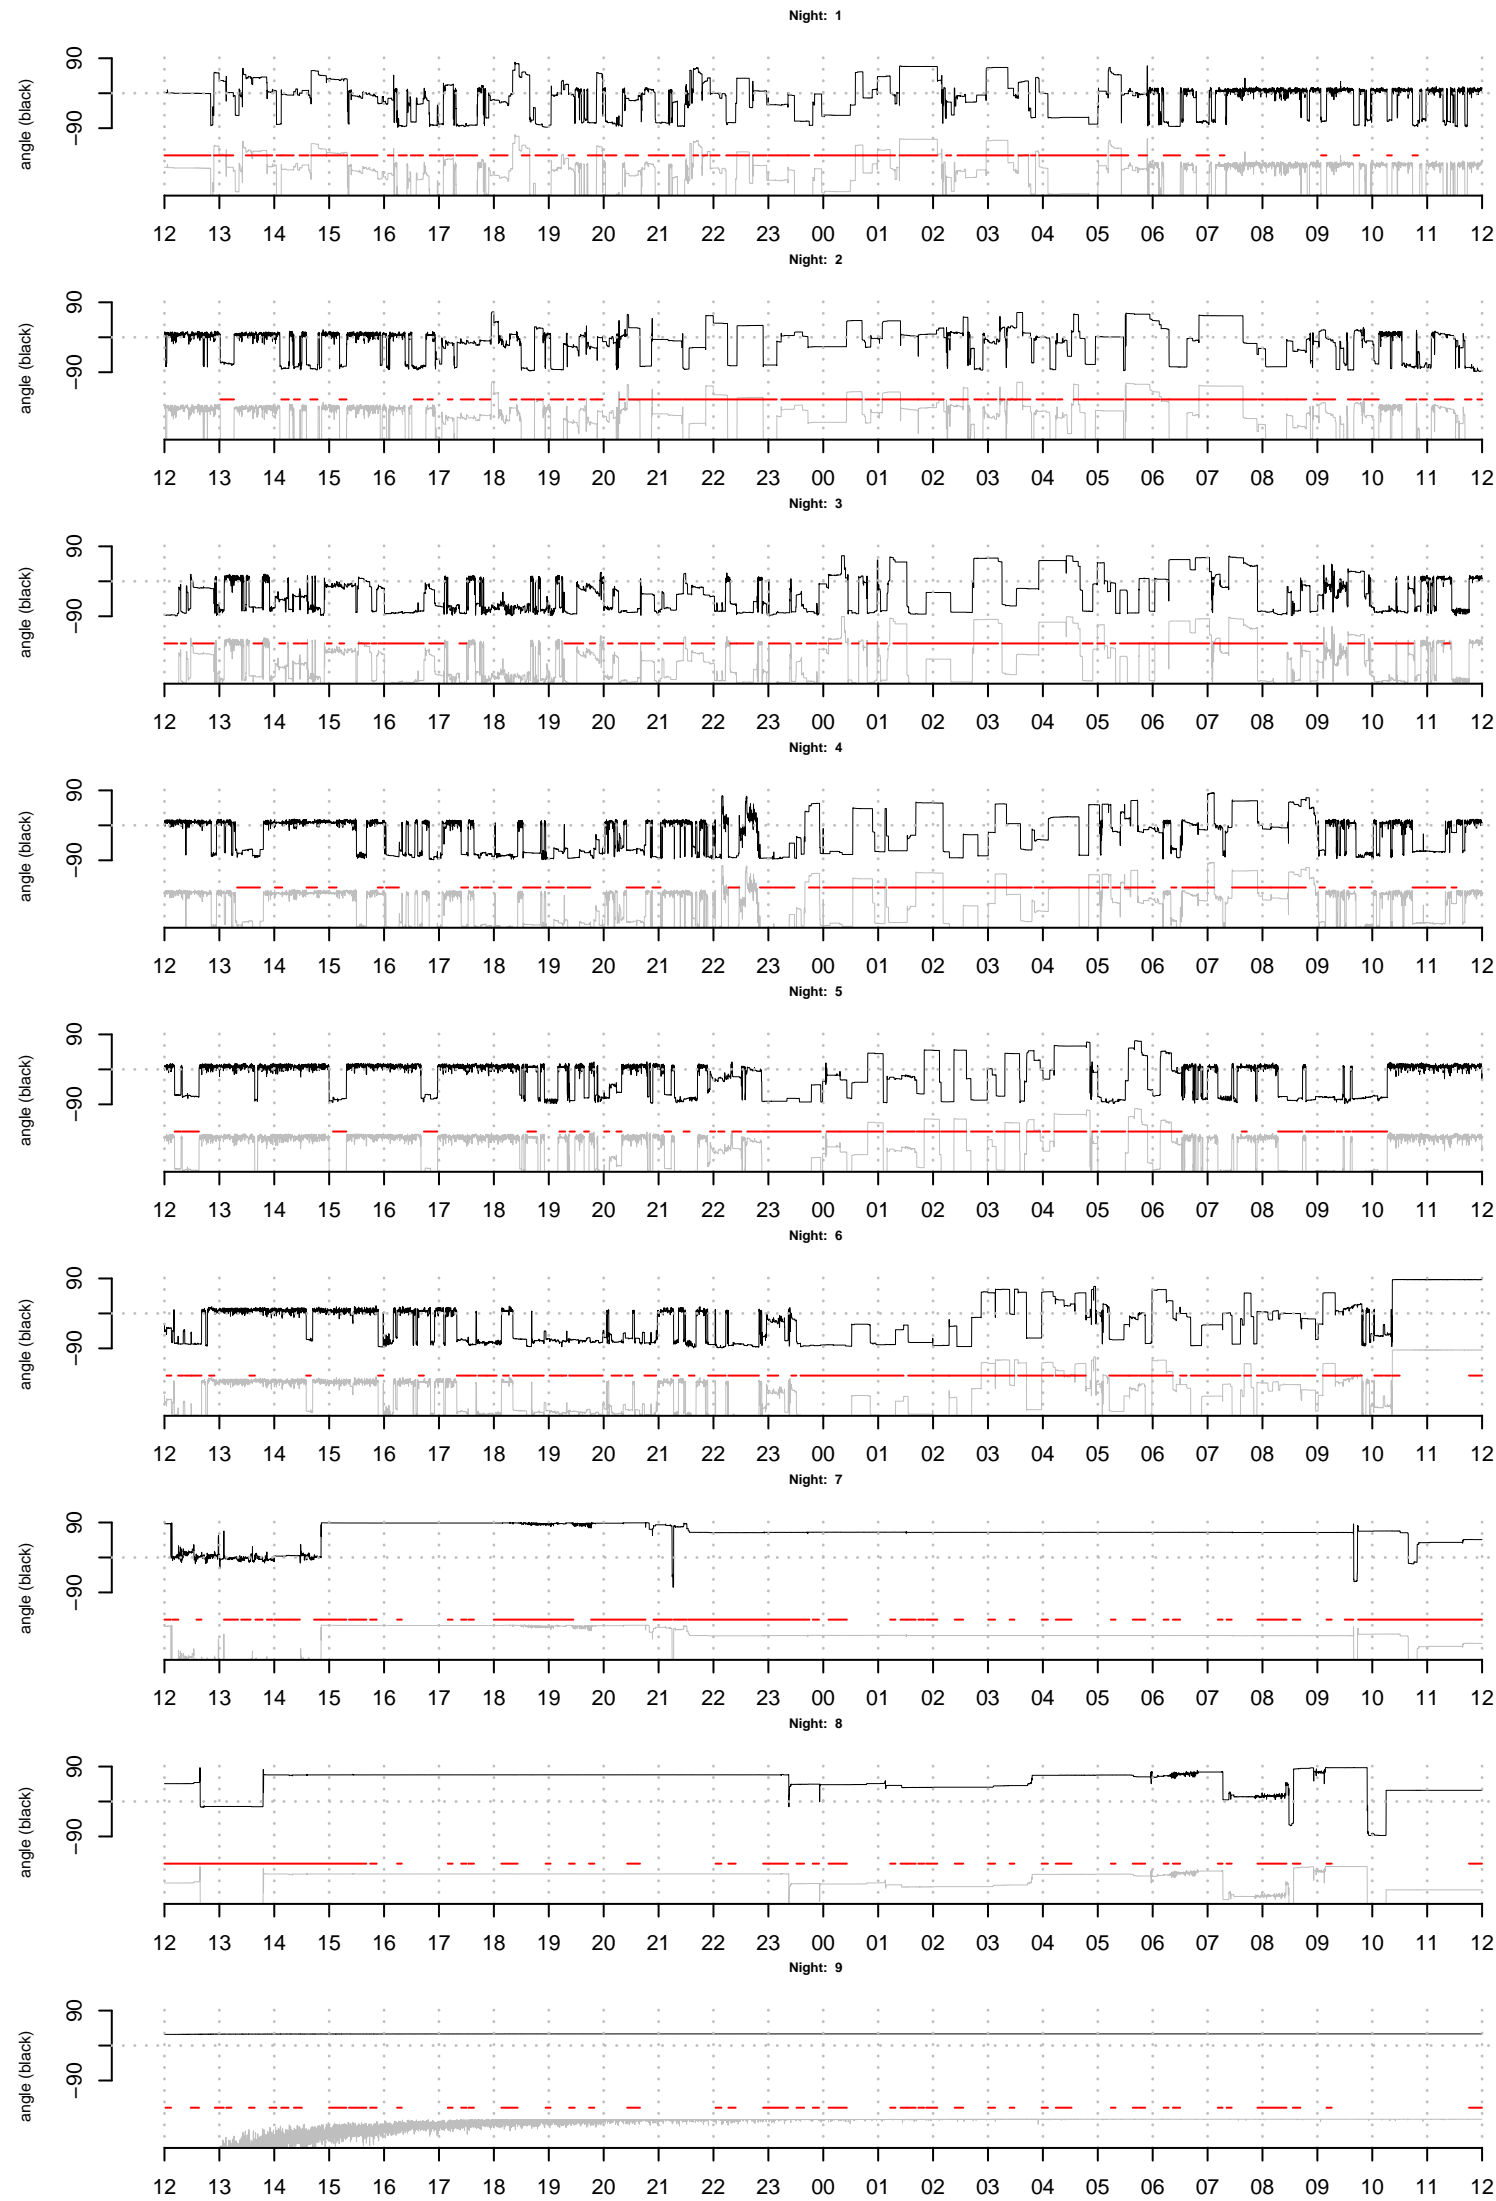 Night: 1
90
-90
angle (black)
12 13 14 15 16 17 18 19 20 21 22 23 00 01 02 03 04 05 06 07 08 09 10 11 12
Night: 2
90
-90
angle (black)
12 13 14 15 16 17 18 19 20 21 22 23 00 01 02 03 04 05 06 07 08 09 10 11 12
Night: 3
90
-90
angle (black)
12 13 14 15 16 17 18 19 20 21 22 23 00 01 02 03 04 05 06 07 08 09 10 11 12
Night: 4
90
-90
angle (black)
12 13 14 15 16 17 18 19 20 21 22 23 00 01 02 03 04 05 06 07 08 09 10 11 12
Night: 5
90
-90
angle (black)
12 13 14 15 16 17 18 19 20 21 22 23 00 01 02 03 04 05 06 07 08 09 10 11 12
Night: 6
90
-90
angle (black)
12 13 14 15 16 17 18 19 20 21 22 23 00 01 02 03 04 05 06 07 08 09 10 11 12
Night: 7
90
-90
angle (black)
12 13 14 15 16 17 18 19 20 21 22 23 00 01 02 03 04 05 06 07 08 09 10 11 12
Night: 8
90
-90
angle (black)
12 13 14 15 16 17 18 19 20 21 22 23 00 01 02 03 04 05 06 07 08 09 10 11 12
Night: 9
90
-90
angle (black)
12 13 14 15 16 17 18 19 20 21 22 23 00 01 02 03 04 05 06 07 08 09 10 11 12